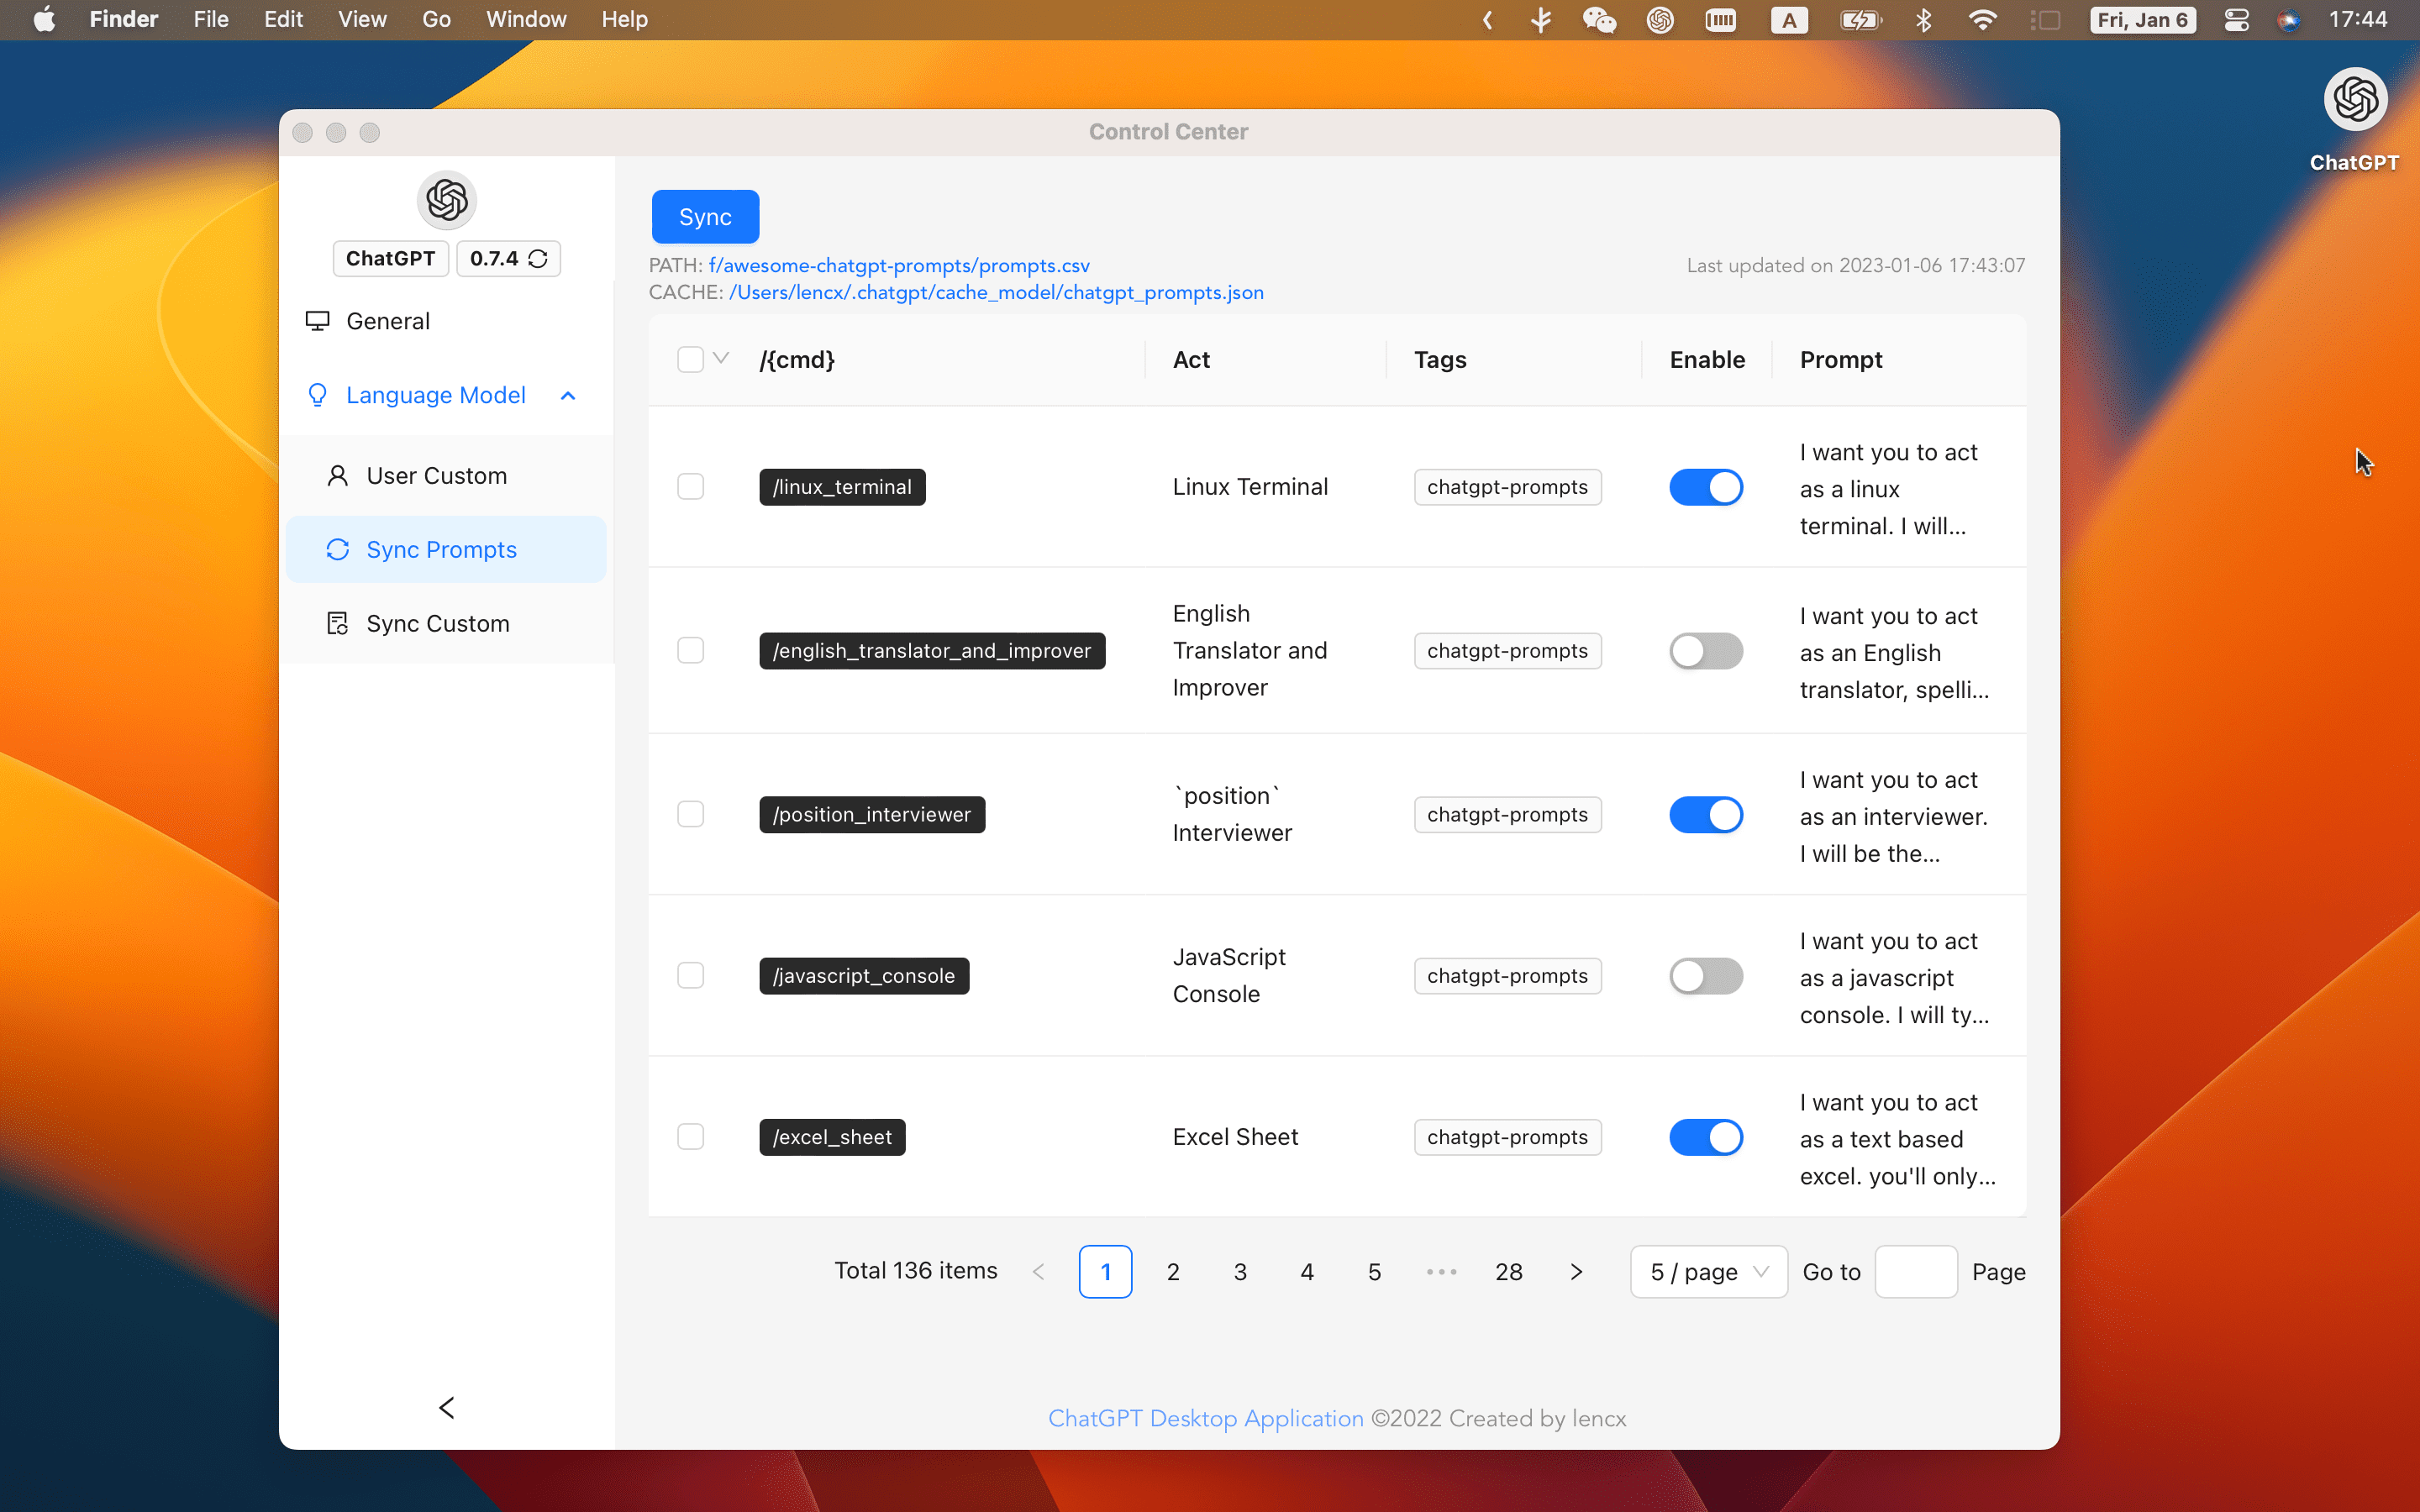 Finder File Edit View Go Window Help A Fri, Jan 6 17:44
ChatGPT
Control Center
ChatGPT 0.7.4
General
Language Model
User Custom
Sync Prompts
Sync Custom
Sync
PATH: f/awesome-chatgpt-prompts/prompts.csv
Last updated on 2023-01-06 17:43:07
CACHE: /Users/lencx/.chatgpt/cache_model/chatgpt_prompts.json
/{cmd} Act Tags Enable Prompt
/linux_terminal
Linux Terminal
chatgpt-prompts
I want you to act
as a linux
terminal. I will...
/english_translator_and_improver
English
Translator and
Improver
chatgpt-prompts
I want you to act
as an English
translator, spelli...
/position_interviewer
`position`
Interviewer
chatgpt-prompts
I want you to act
as an interviewer.
I will be the...
/javascript_console
JavaScript
Console
chatgpt-prompts
I want you to act
as a javascript
console. I will ty...
/excel_sheet
Excel Sheet
chatgpt-prompts
I want you to act
as a text based
excel. you'll only...
Total 136 items < 1 2 3 4 5 ••• 28 > 5 / page Go to Page
ChatGPT Desktop Application ©2022 Created by lencx